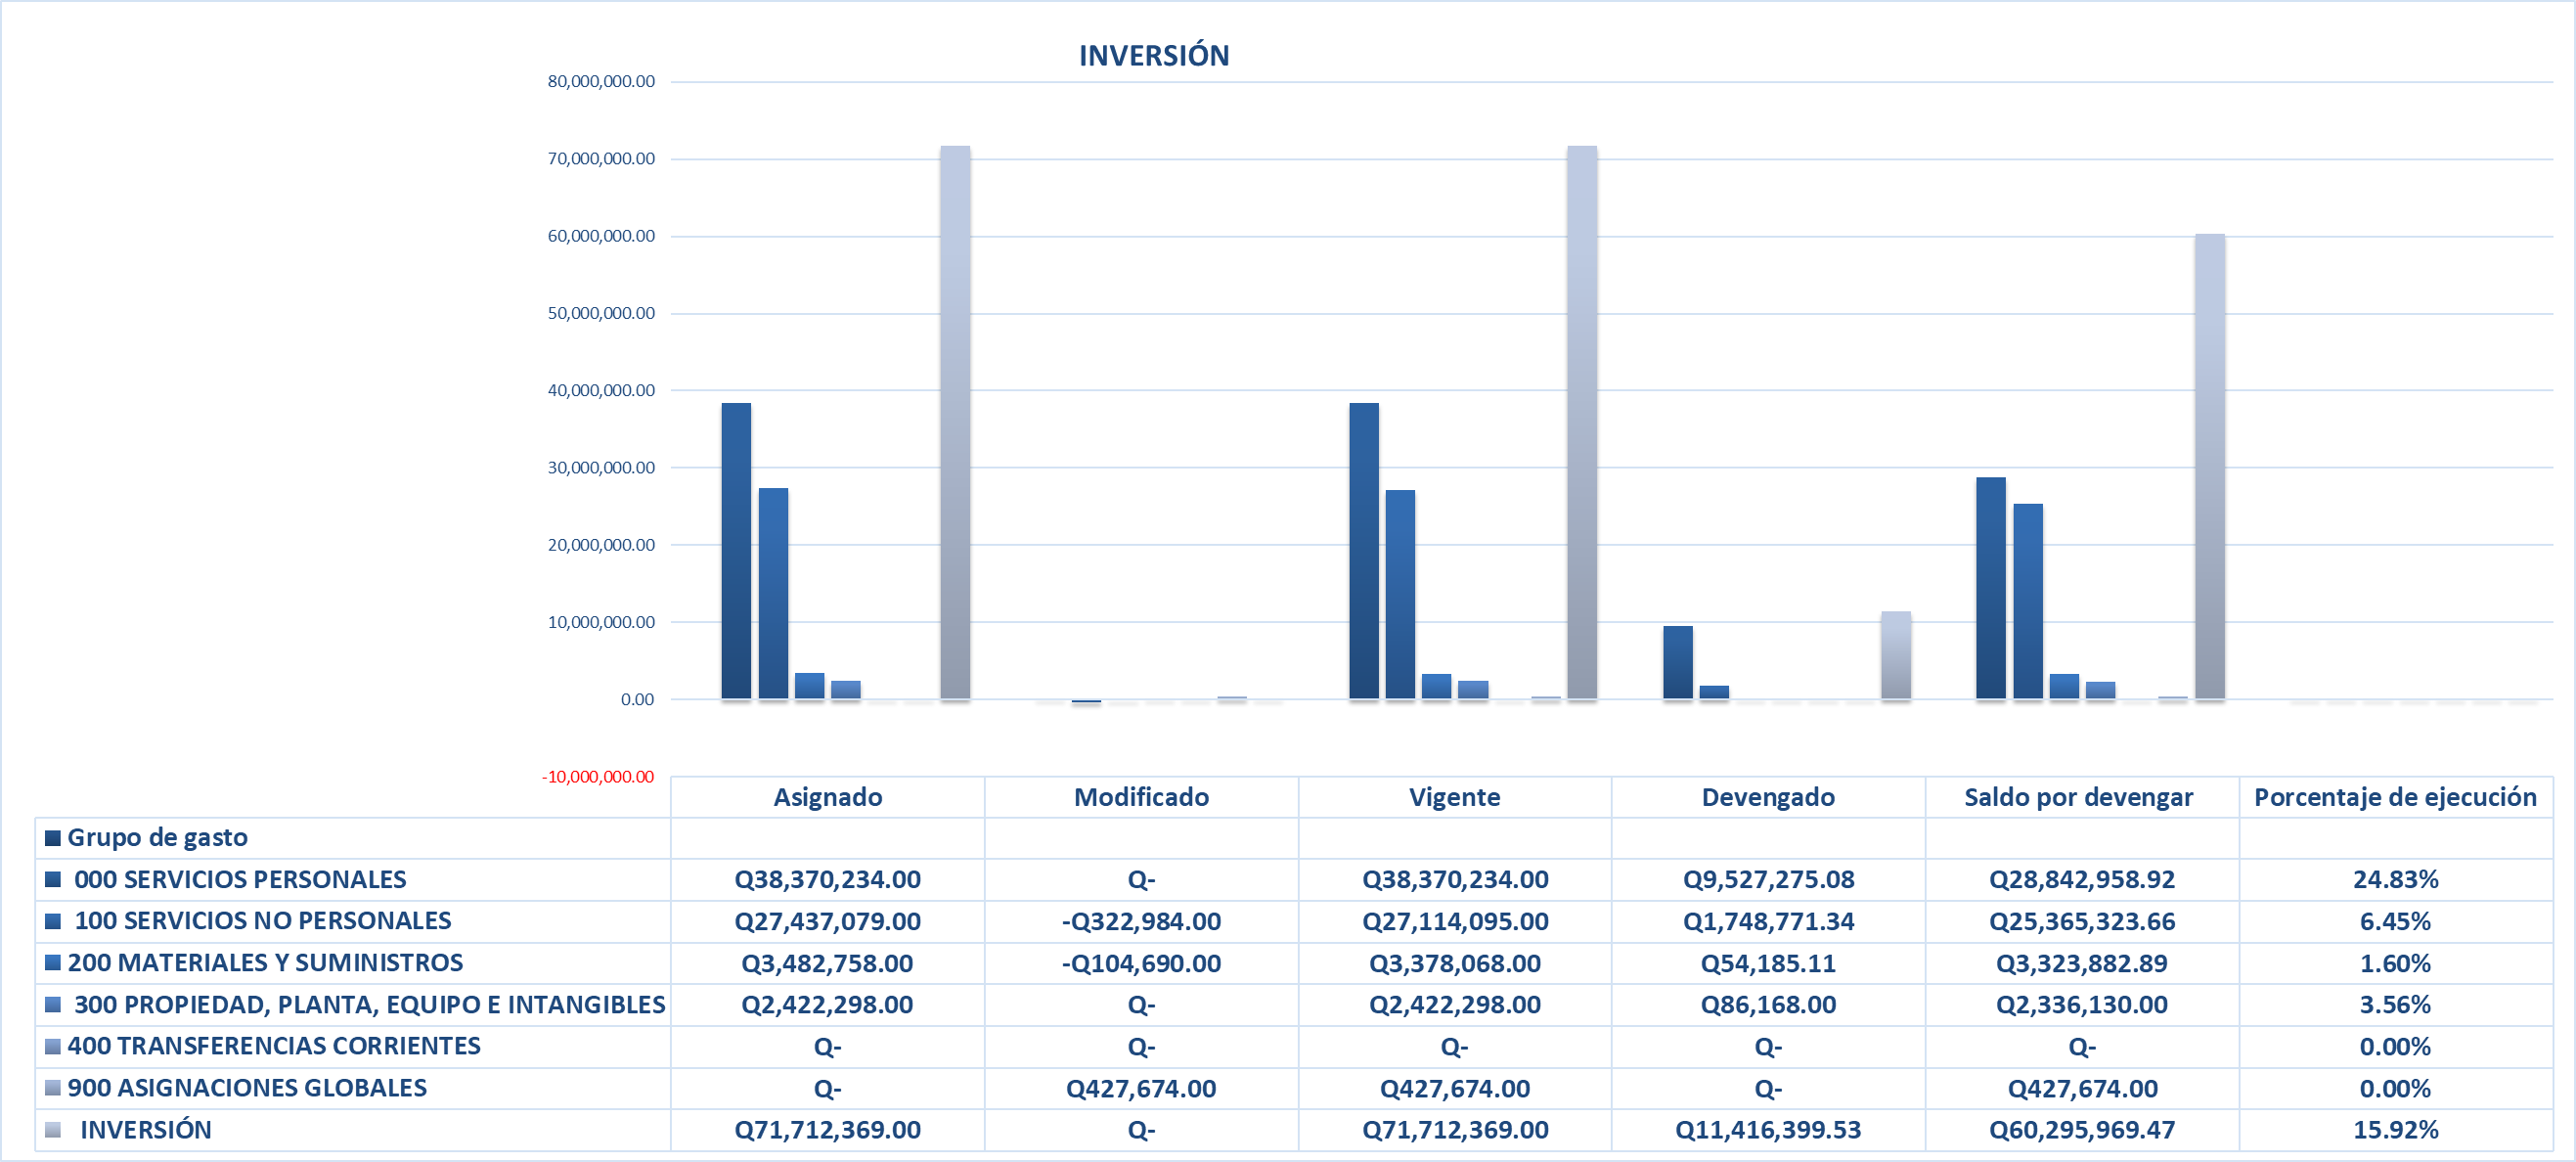 INVERSIÓN
80,000,000.00
70,000,000.00
60,000,000.00
50,000,000.00
40,000,000.00
30,000,000.00
20,000,000.00
10,000,000.00
0.00
-10,000,000.00
Asignado Modificado Vigente Devengado Saldo por devengar Porcentaje de ejecución
Grupo de gasto
000 SERVICIOS PERSONALES Q38,370,234.00 Q- Q38,370,234.00 Q9,527,275.08 Q28,842,958.92 24.83%
100 SERVICIOS NO PERSONALES Q27,437,079.00 -Q322,984.00 Q27,114,095.00 Q1,748,771.34 Q25,365,323.66 6.45%
200 MATERIALES Y SUMINISTROS Q3,482,758.00 -Q104,690.00 Q3,378,068.00 Q54,185.11 Q3,323,882.89 1.60%
300 PROPIEDAD, PLANTA, EQUIPO E INTANGIBLES Q2,422,298.00 Q- Q2,422,298.00 Q86,168.00 Q2,336,130.00 3.56%
400 TRANSFERENCIAS CORRIENTES Q- Q- Q- Q- Q- 0.00%
900 ASIGNACIONES GLOBALES Q- Q427,674.00 Q427,674.00 Q- Q427,674.00 0.00%
INVERSIÓN Q71,712,369.00 Q- Q71,712,369.00 Q11,416,399.53 Q60,295,969.47 15.92%